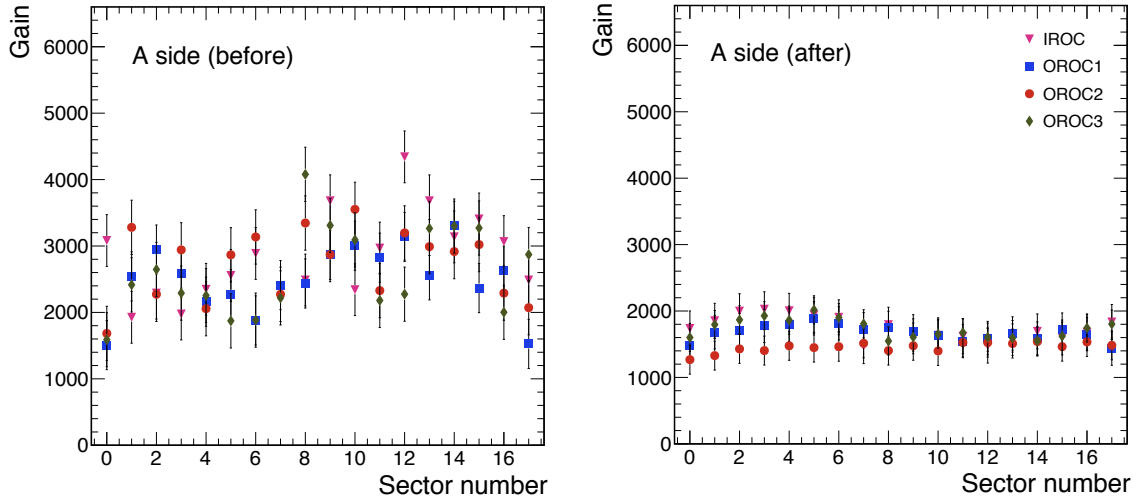 Gain
A side (before)
6000
5000
4000
3000
2000
1000
0
0 2 4 6 8 10 12 14 16
Sector number
Gain
A side (after)
IROC
OROC1
OROC2
OROC3
6000
5000
4000
3000
2000
1000
0
0 2 4 6 8 10 12 14 16
Sector number